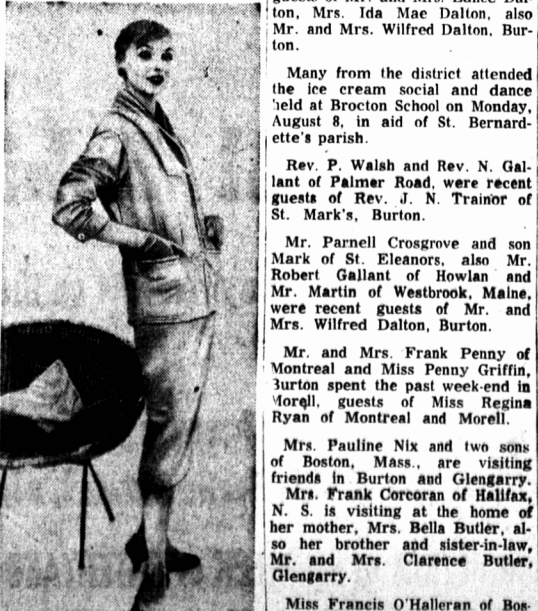 guests of Mr. and Mrs. Lance Dal-
ton, Mrs. Ida Mae Dalton, also
Mr. and Mrs. Wilfred Dalton, Bur-
ton.
Many from the district attended
the ice cream social and dance
held at Brocton School on Monday,
August 8, in aid of St. Bernard-
ette's parish.
Rev. P. Walsh and Rev. N. Gal-
lant of Palmer Road, were recent
guests of Rev. J. N. Trainor of
St. Mark's, Burton.
Mr. Parnell Crosgrove and son
Mark of St. Eleanors, also Mr.
Robert Gallant of Howlan and
Mr. Martin of Westbrook, Maine,
were recent guests of Mr. and
Mrs. Wilfred Dalton, Burton.
Mr. and Mrs. Frank Penny of
Montreal and Miss Penny Griffin,
Burton spent the past week-end in
Morell, guests of Miss Regina
Ryan of Montreal and Morell.
Mrs. Pauline Nix and two sons
of Boston, Mass., are visiting
friends in Burton and Glengarry.
Mrs. Frank Corcoran of Halifax,
N. S. is visiting at the home of
her mother, Mrs. Bella Butler, al-
so her brother and sister-in-law,
Mr. and Mrs. Clarence Butler,
Glengarry.
Miss Francis O'Halleran of Bos-